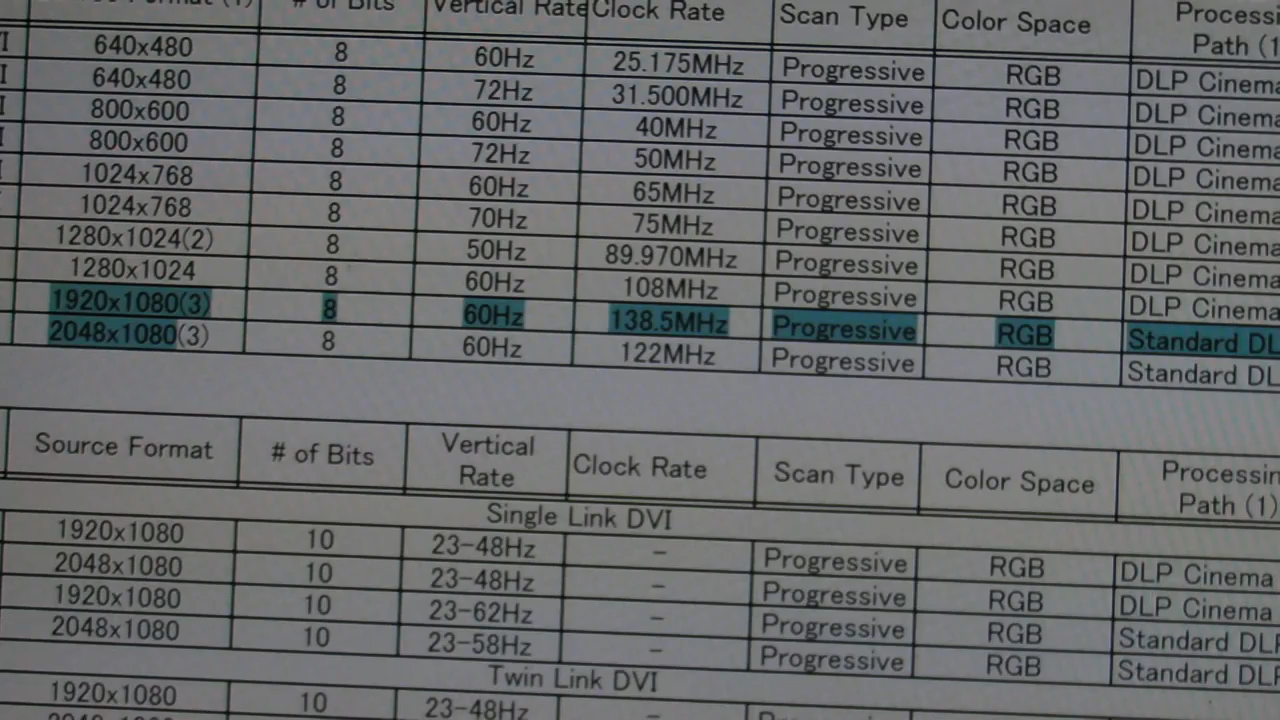 Format (1) # of Bits Vertical Rate Clock Rate Scan Type Color Space Processi
Path (1
640x480 8 60Hz 25.175MHz Progressive RGB DLP Cinema
640x480 8 72Hz 31.500MHz Progressive RGB DLP Cinema
800x600 8 60Hz 40MHz Progressive RGB DLP Cinema
800x600 8 72Hz 50MHz Progressive RGB DLP Cinema
1024x768 8 60Hz 65MHz Progressive RGB DLP Cinema
1024x768 8 70Hz 75MHz Progressive RGB DLP Cinema
1280x1024(2) 8 50Hz 89.970MHz Progressive RGB DLP Cinema
1280x1024 8 60Hz 108MHz Progressive RGB DLP Cinema
1920x1080(3) 8 60Hz 138.5MHz Progressive RGB Standard DL
2048x1080(3) 8 60Hz 122MHz Progressive RGB Standard DL
Source Format # of Bits Vertical Rate Clock Rate Scan Type Color Space Processin
Path (1)
Single Link DVI
1920x1080 10 23-48Hz - Progressive RGB DLP Cinema
2048x1080 10 23-48Hz - Progressive RGB DLP Cinema
1920x1080 10 23-62Hz - Progressive RGB Standard DLP
2048x1080 10 23-58Hz - Progressive RGB Standard DLP
Twin Link DVI
1920x1080 10 23-48Hz -